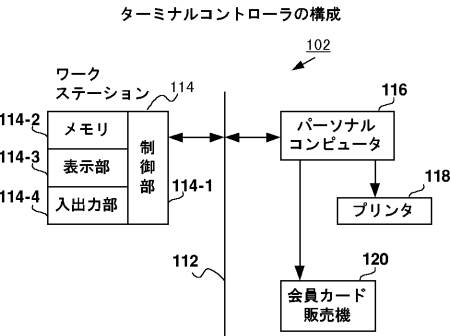 ターミナルコントローラの構成
102
ワーク
ステーション
114
114-2
メモリ
114-3
表示部
114-4
入出力部
制御部
114-1
112
116
パーソナル
コンピュータ
118
プリンタ
120
会員カード
販売機